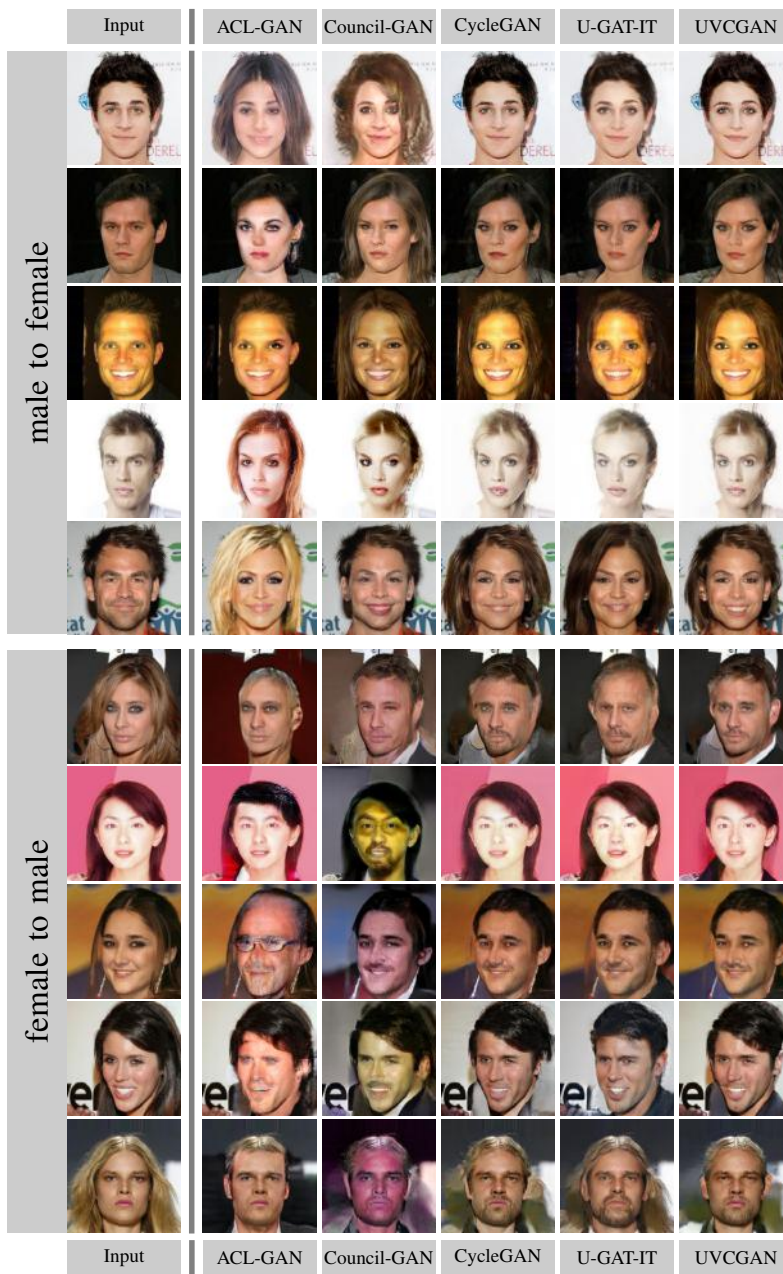 Input ACL-GAN Council-GAN CycleGAN U-GAT-IT UVCGAN
male to female
female to male
Input ACL-GAN Council-GAN CycleGAN U-GAT-IT UVCGAN